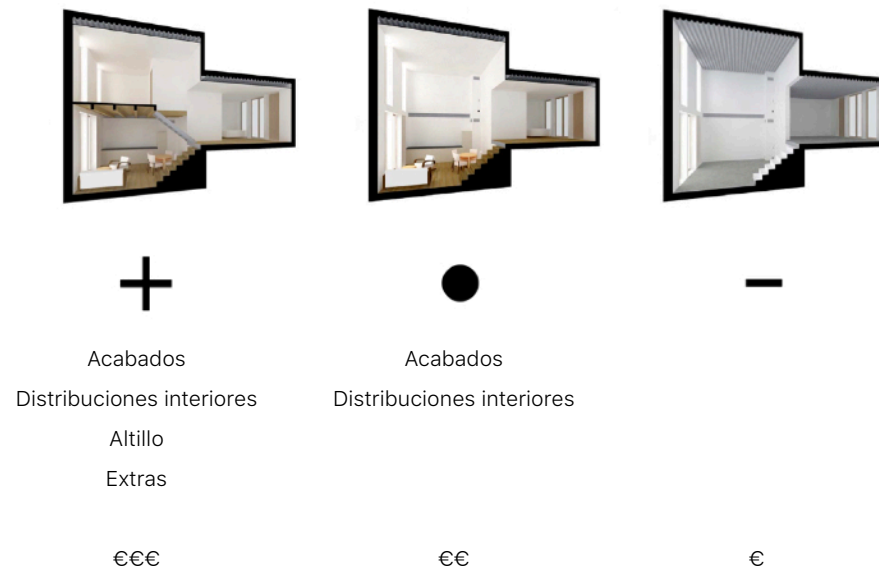 +
●
-
Acabados
Acabados
Distribuciones interiores
Distribuciones interiores
Altillo
Extras
€€€
€€
€